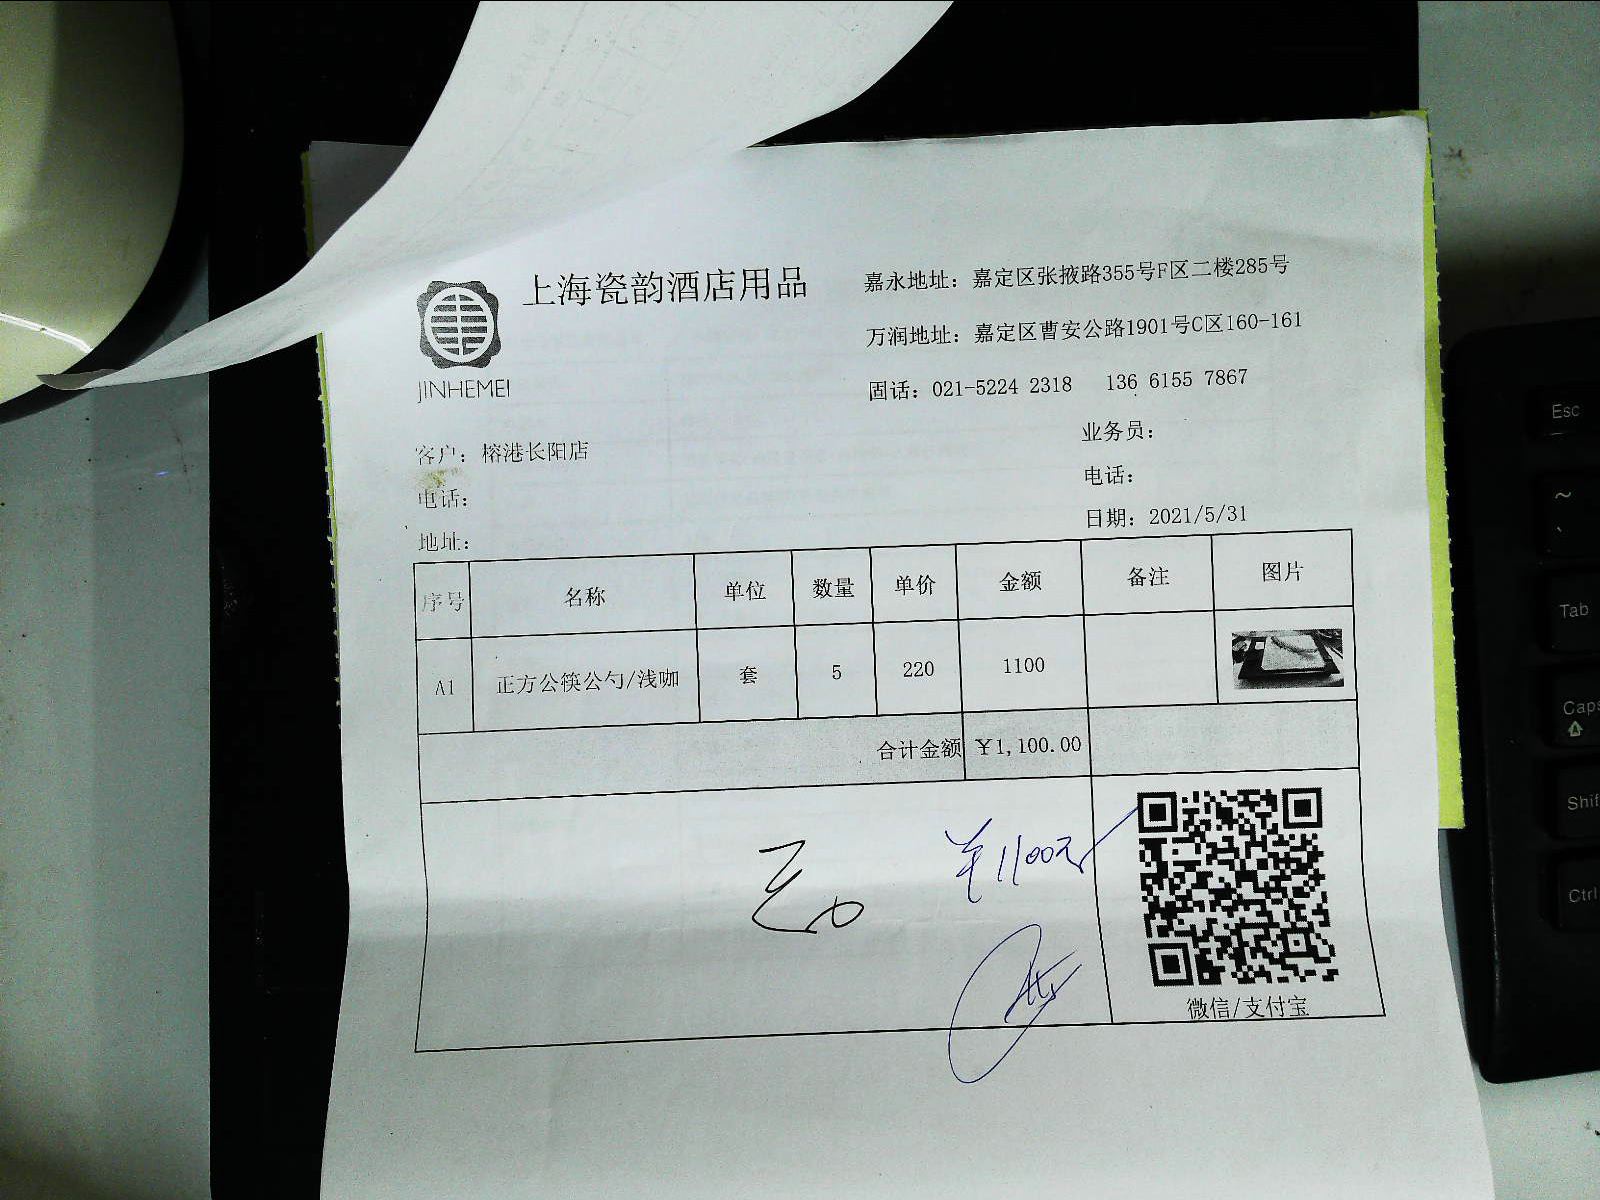 上海瓷韵酒店用品
JINHEMEI
嘉永地址：嘉定区张掖路355号F区二楼285号
万润地址：嘉定区曹安公路1901号C区160-161
固话：021-5224 2318 136 6155 7867
客户：榕港长阳店
业务员：
电话：
电话：
地址：
日期：2021/5/31
序号 名称 单位 数量 单价 金额 备注 图片
A1 正方公筷公勺/浅咖 套 5 220 1100
合计金额 ￥1,100.00
￥1100元
微信/支付宝
Esc
~
`
Tab
Caps
Shif
Ctrl